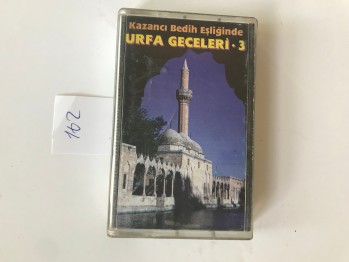 Kazancı Bedih Eşliğinde
URFA GECELERİ - 3
162